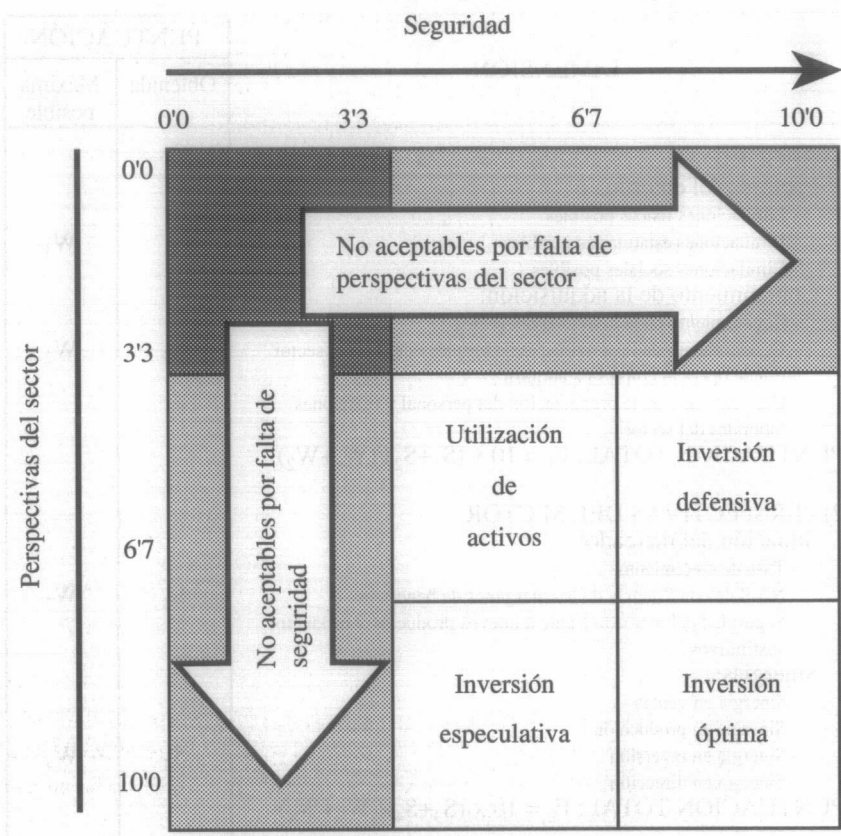 Seguridad
0'0 3'3 6'7 10'0
Perspectivas del sector
0'0
3'3
6'7
10'0
No aceptables por falta de
perspectivas del sector
No aceptables por falta de
seguridad
Utilización
de
activos
Inversión
defensiva
Inversión
especulativa
Inversión
óptima